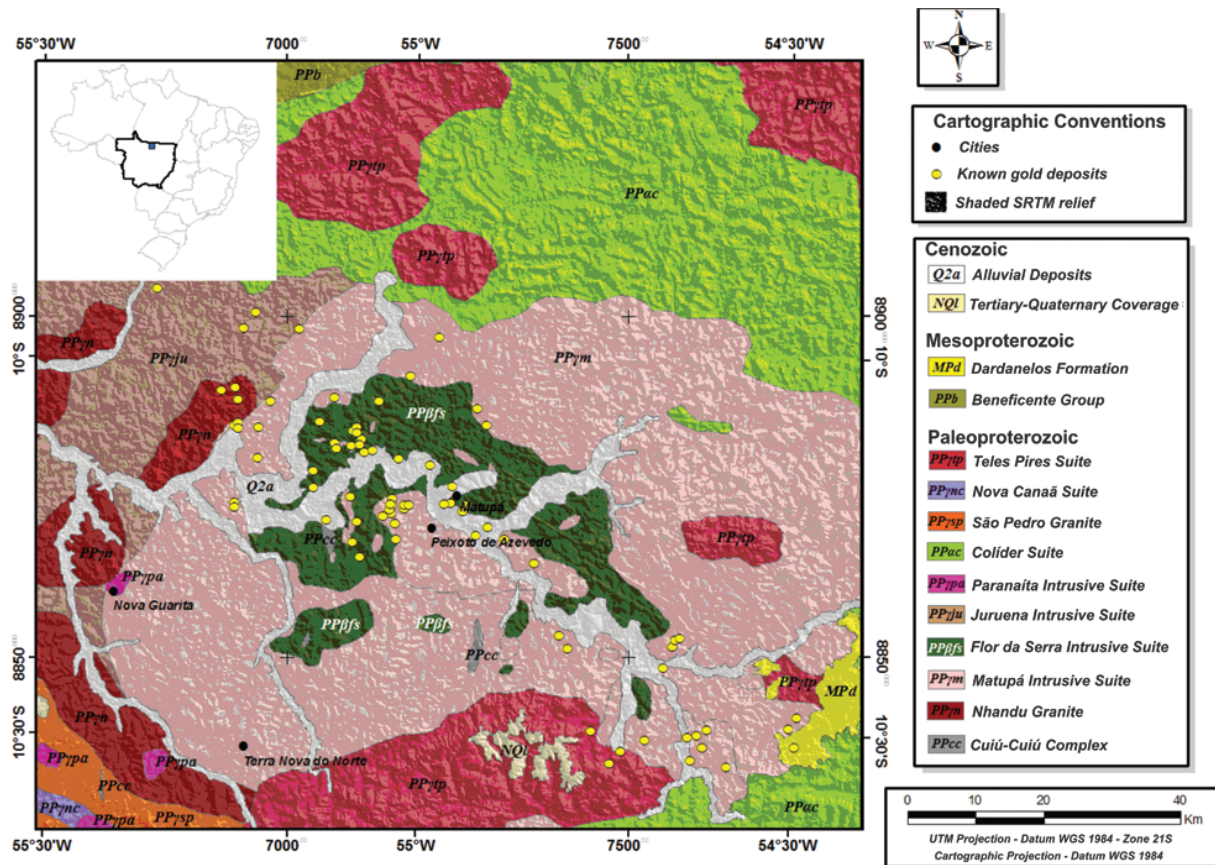 55°30'W 7000 55°W 7500 54°30'W
N
W E
S
PPb
PPγtp
PPγtp
PPαc
PPγtp
8900 8900
10°S 10°S
PPγn
PPγju
PPγm
PPβfs
PPγn
Q2a
Matupá
PPcc
Peixoto de Azevedo
PPγtp
PPγn
PPγpa
Nova Guarita
PPβfs PPβfs
PPcc
8850 8850
PPγtp
MPd
PPγn
10°30'S 10°30'S
NQl
Terra Nova do Norte
PPγpa
PPγpa
PPγtp
PPcc
PPγnc
PPαc
PPγpa PPγsp
55°30'W 7000 55°W 7500 54°30'W
Cartographic Conventions
Cities
Known gold deposits
Shaded SRTM relief
Cenozoic
Q2a Alluvial Deposits
NQl Tertiary-Quaternary Coverage
Mesoproterozoic
MPd Dardanelos Formation
PPb Beneficente Group
Paleoproterozoic
PPγtp Teles Pires Suite
PPγnc Nova Canaã Suite
PPγsp São Pedro Granite
PPαc Colíder Suite
PPγpa Paranaíta Intrusive Suite
PPγju Juruena Intrusive Suite
PPβfs Flor da Serra Intrusive Suite
PPγm Matupá Intrusive Suite
PPγn Nhandu Granite
PPcc Cuiú-Cuiú Complex
0 10 20 40
Km
UTM Projection - Datum WGS 1984 - Zone 21S
Cartographic Projection - Datum WGS 1984